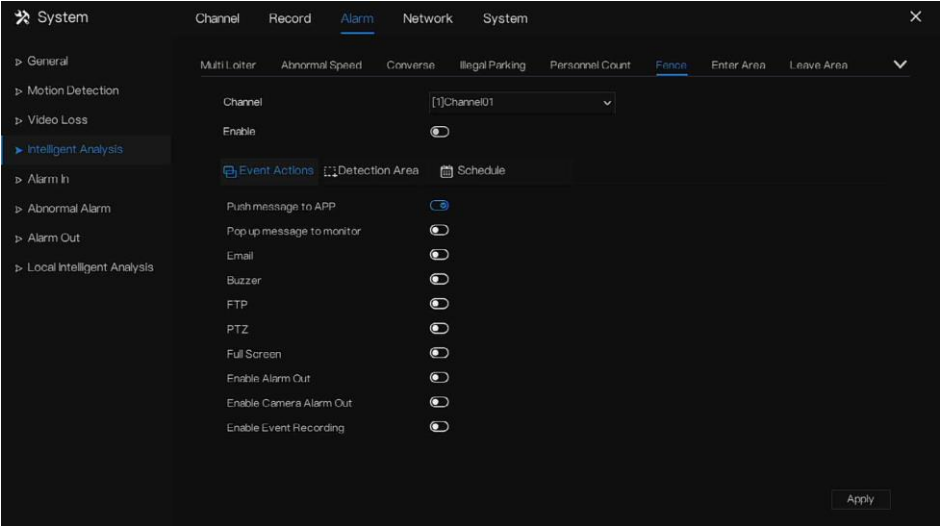 System
Channel Record Alarm Network System
General
Motion Detection
Video Loss
Intelligent Analysis
Alarm In
Abnormal Alarm
Alarm Out
Local Intelligent Analysis
Multi Loiter Abnormal Speed Converse Illegal Parking Personnel Count Fence Enter Area Leave Area
Channel [1]Channel01
Enable
Event Actions Detection Area Schedule
Push message to APP
Pop up message to monitor
Email
Buzzer
FTP
PTZ
Full Screen
Enable Alarm Out
Enable Camera Alarm Out
Enable Event Recording
Apply